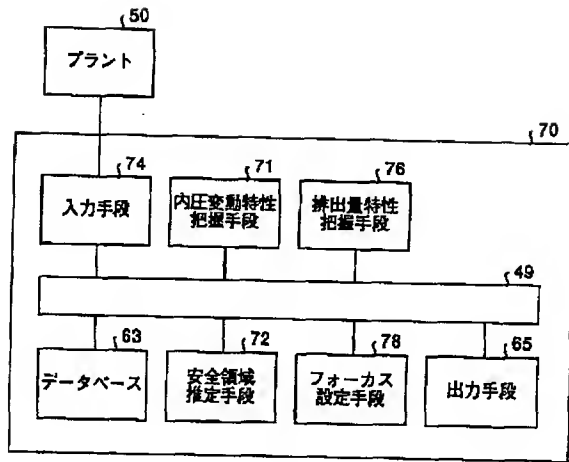 50
プラント
70
74
入力手段
71
内圧変動特性
把握手段
76
排出量特性
把握手段
49
63
データベース
72
安全領域
推定手段
78
フォーカス
設定手段
65
出力手段